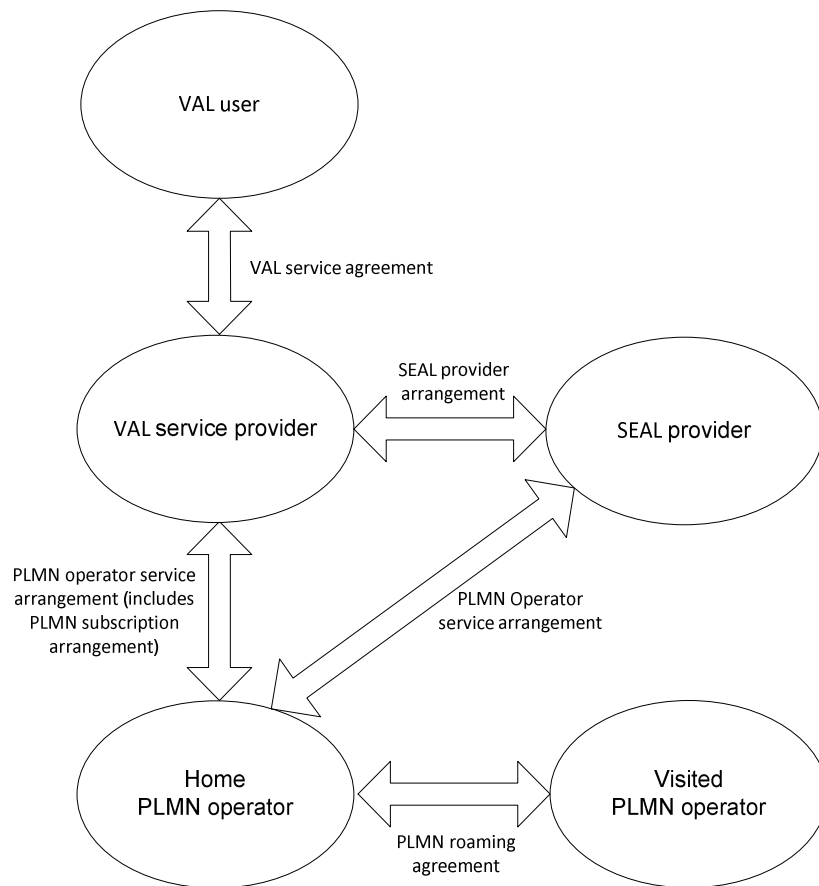 VAL user
VAL service agreement
SEAL provider
arrangement
VAL service provider
SEAL provider
PLMN operator service
arrangement (includes
PLMN subscription
arrangement)
PLMN Operator
service arrangement
Home
PLMN operator
Visited
PLMN operator
PLMN roaming
agreement